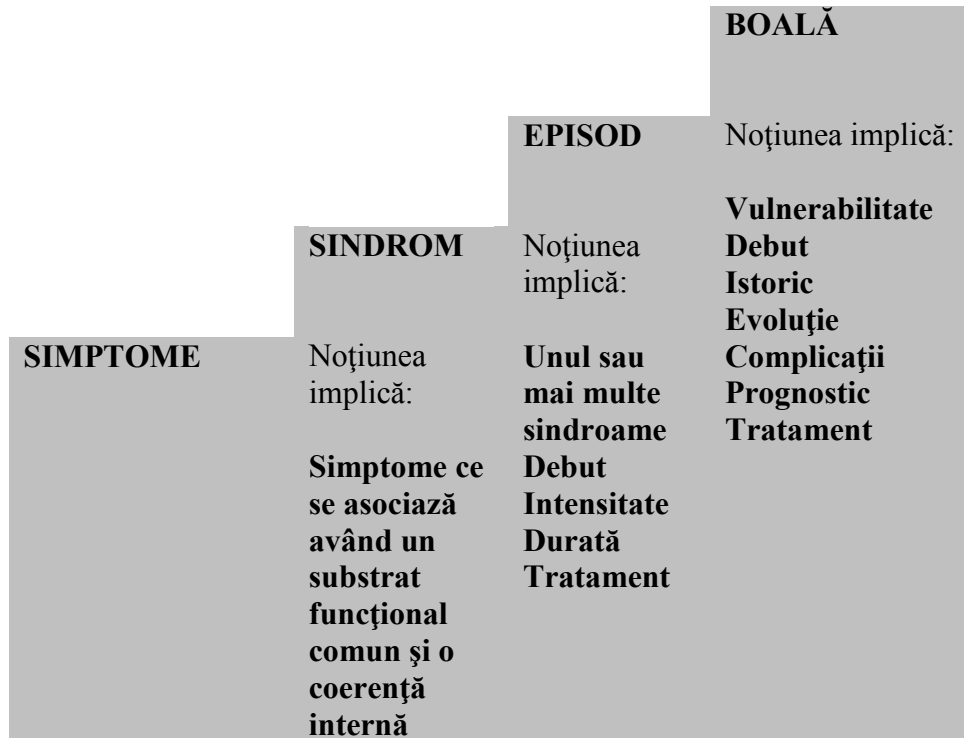 SIMPTOME
SINDROM
Noţiunea
implică:
Simptome ce
se asociază
având un
substrat
funcţional
comun şi o
coerenţă
internă
EPISOD
Noţiunea
implică:
Unul sau
mai multe
sindroame
Debut
Intensitate
Durată
Tratament
BOALĂ
Noţiunea implică:
Vulnerabilitate
Debut
Istoric
Evoluţie
Complicaţii
Prognostic
Tratament